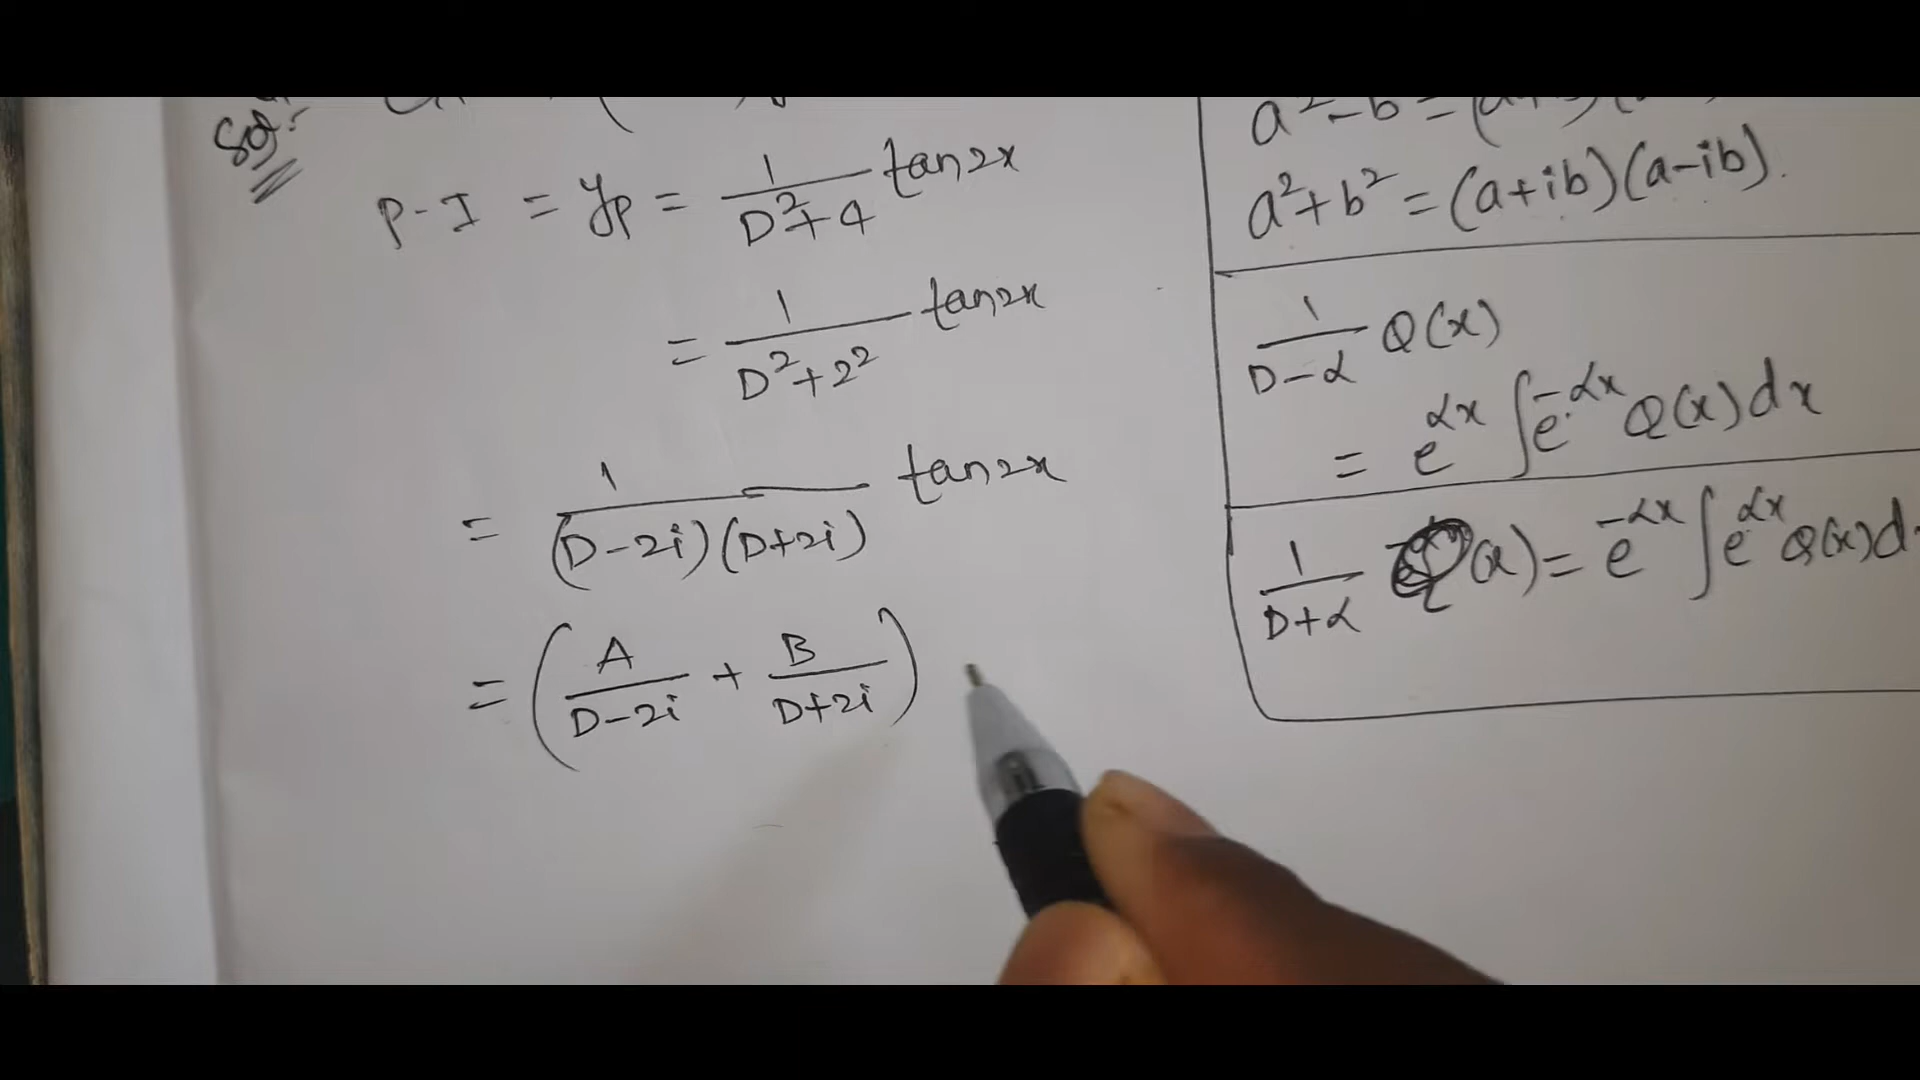 Sol:
P-I = yp = 1/(D²+4) tan2x
= 1/(D²+2²) tan2x
= 1/((D-2i)(D+2i)) tan2x
= (A/(D-2i) + B/(D+2i))
a²+b² = (a+ib)(a-ib).
1/(D-α) Q(x)
= e^(αx) ∫e^(-αx) Q(x)dx
1/(D+α) Q(x) = e^(-αx) ∫e^(αx) Q(x)d